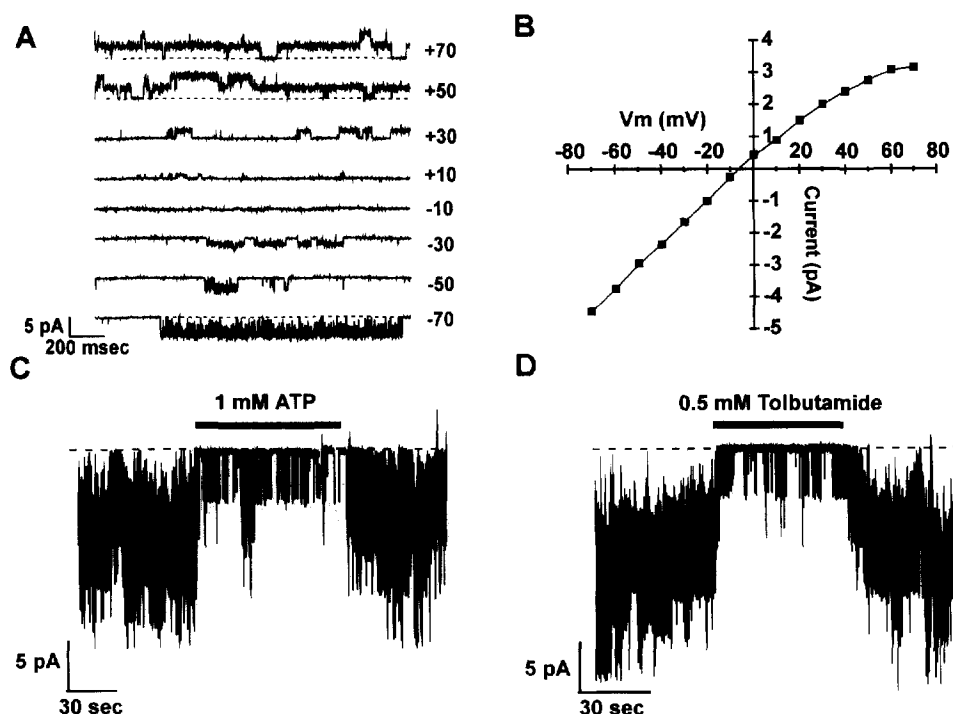 A
+70
+50
+30
+10
-10
-30
-50
-70
5 pA
200 msec
B
4
3
2
1
Vm (mV)
-80 -60 -40 -20 20 40 60 80
-1
-2
-3
-4
-5
Current (pA)
C
1 mM ATP
5 pA
30 sec
D
0.5 mM Tolbutamide
5 pA
30 sec